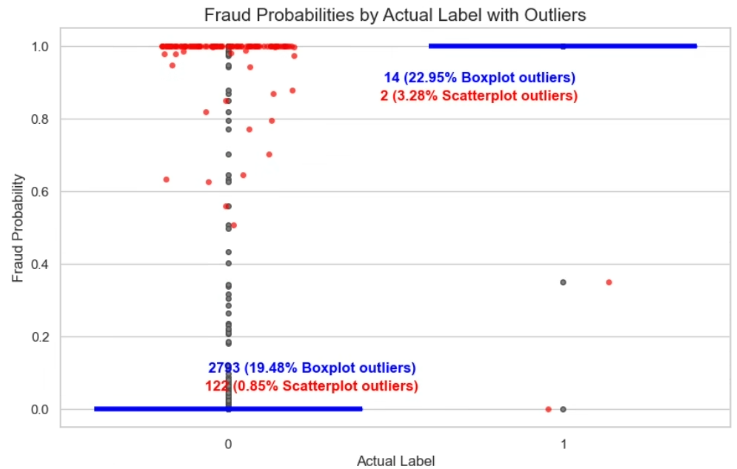 Fraud Probabilities by Actual Label with Outliers
1.0
14 (22.95% Boxplot outliers)
2 (3.28% Scatterplot outliers)
0.8
0.6
Fraud Probability
0.4
0.2
2793 (19.48% Boxplot outliers)
122 (0.85% Scatterplot outliers)
0.0
0
1
Actual Label